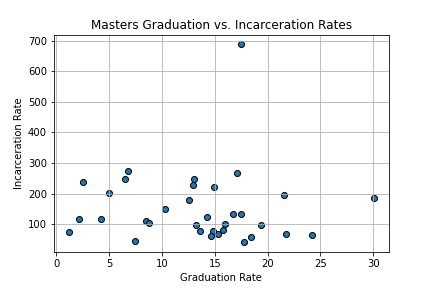 Masters Graduation vs. Incarceration Rates
700
600
500
400
300
200
100
Incarceration Rate
0 5 10 15 20 25 30
Graduation Rate